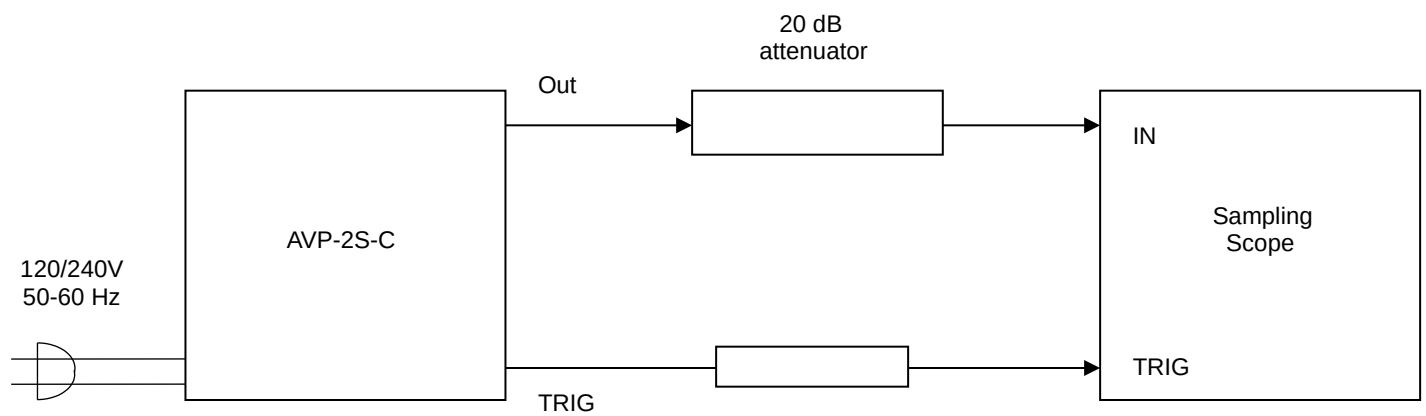 20 dB
attenuator
Out
IN
AVP-2S-C
Sampling
Scope
120/240V
50-60 Hz
TRIG
TRIG